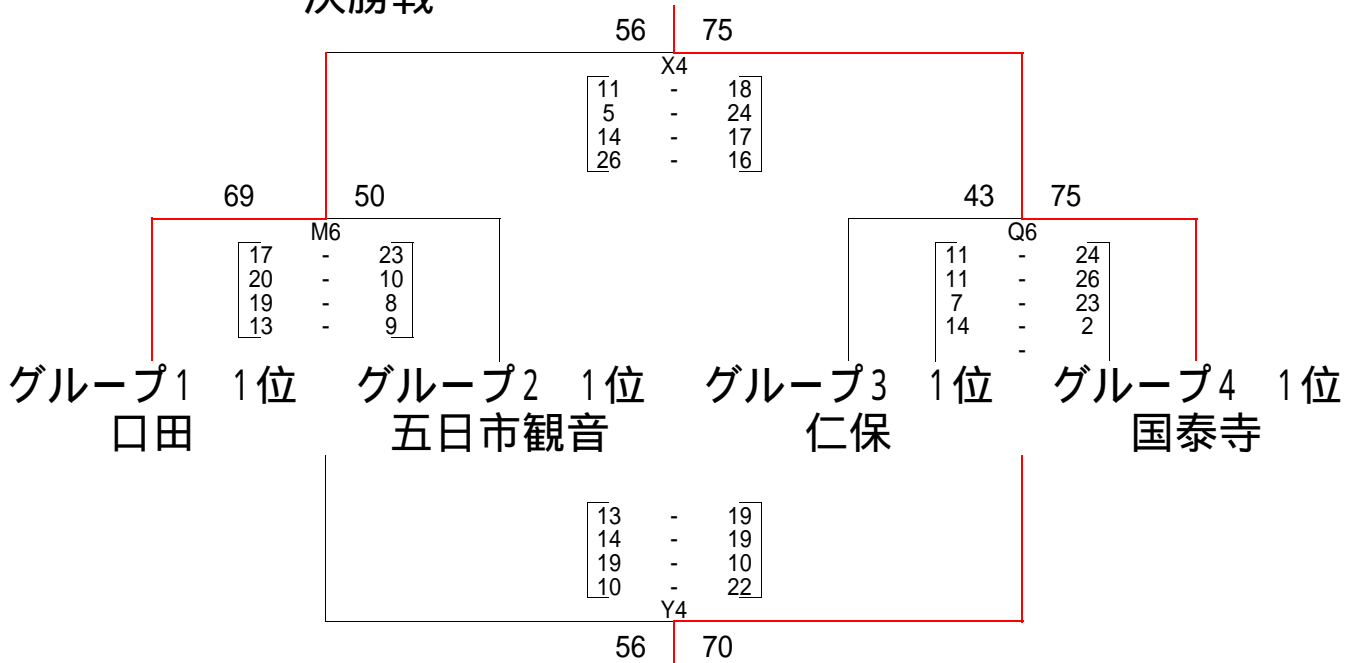 決勝戦
56 75
X4
11 - 18
5 - 24
14 - 17
26 - 16
69 50 43 75
M6 Q6
17 - 23 11 - 24
20 - 10 11 - 26
19 - 8 7 - 23
13 - 9 14 - 2
-
グループ1 1位 グループ2 1位 グループ3 1位 グループ4 1位
口田 五日市観音 仁保 国泰寺
13 - 19
14 - 19
19 - 10
10 - 22
Y4
56 70